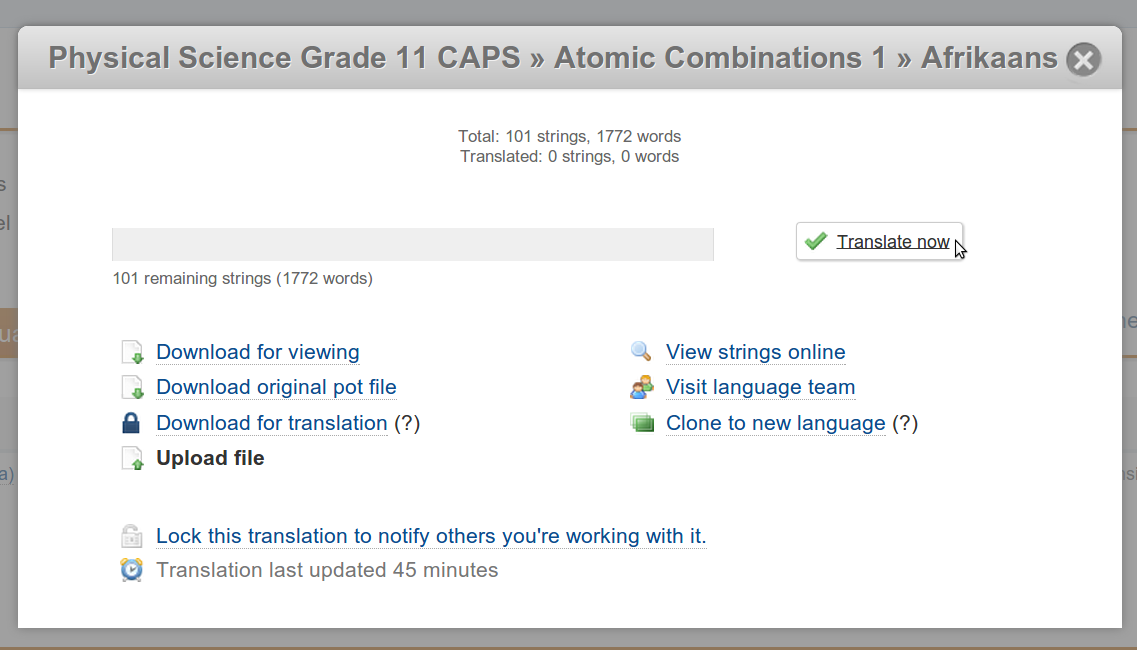 Physical Science Grade 11 CAPS » Atomic Combinations 1 » Afrikaans
Total: 101 strings, 1772 words
Translated: 0 strings, 0 words
Translate now
101 remaining strings (1772 words)
Download for viewing
View strings online
Download original pot file
Visit language team
Download for translation (?)
Clone to new language (?)
Upload file
Lock this translation to notify others you're working with it.
Translation last updated 45 minutes